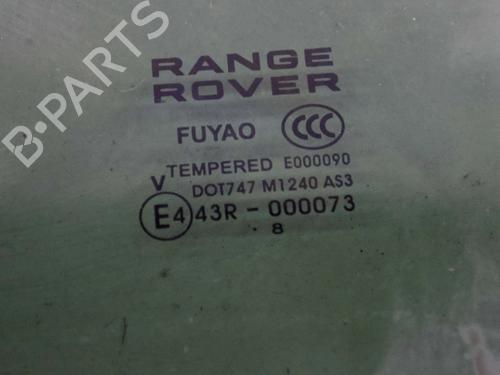 B-PARTS
RANGE
ROVER
FUYAO CCC
TEMPERED E000090
V DOT747 M1240 AS3
E4 43R - 000073
. 8